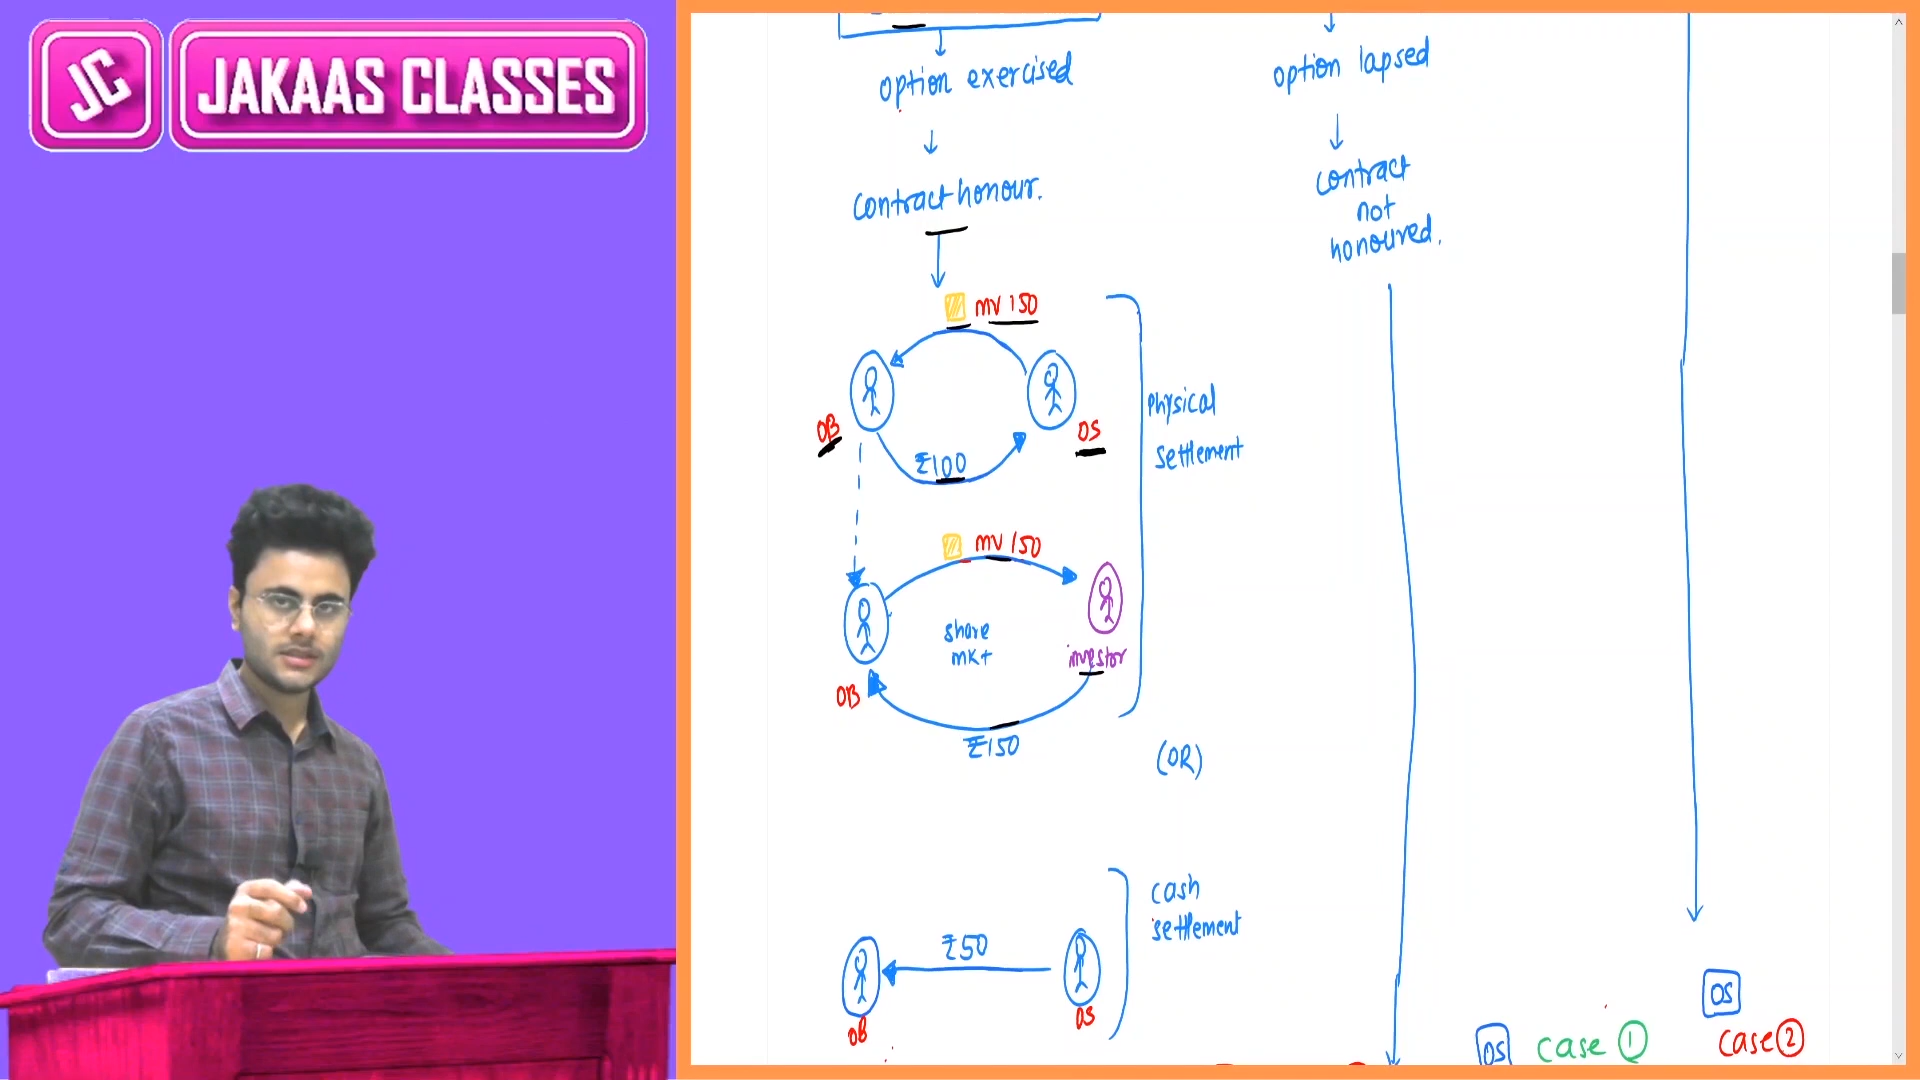 JC
JAKAAS CLASSES
option exercised
option lapsed
contract honour.
contract
not
honoured.
mv 150
OB
OS
₹100
Physical
settlement
mv 150
share
mkt
investor
OB
₹150
(OR)
cash
settlement
₹50
OB
OS
OS
case ①
OS
case ②